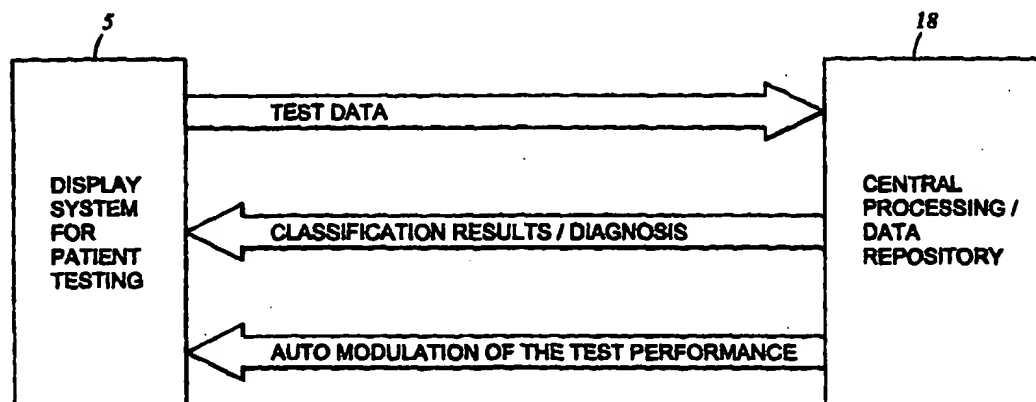 5
18
TEST DATA
DISPLAY
SYSTEM
FOR
PATIENT
TESTING
CENTRAL
PROCESSING /
DATA
REPOSITORY
CLASSIFICATION RESULTS / DIAGNOSIS
AUTO MODULATION OF THE TEST PERFORMANCE